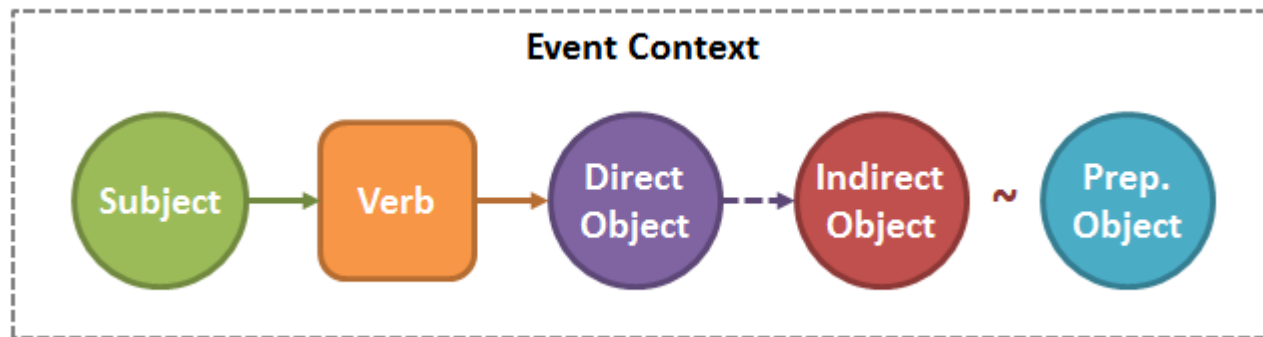 Event Context
Subject
Verb
Direct
Object
Indirect
Object
~
Prep.
Object